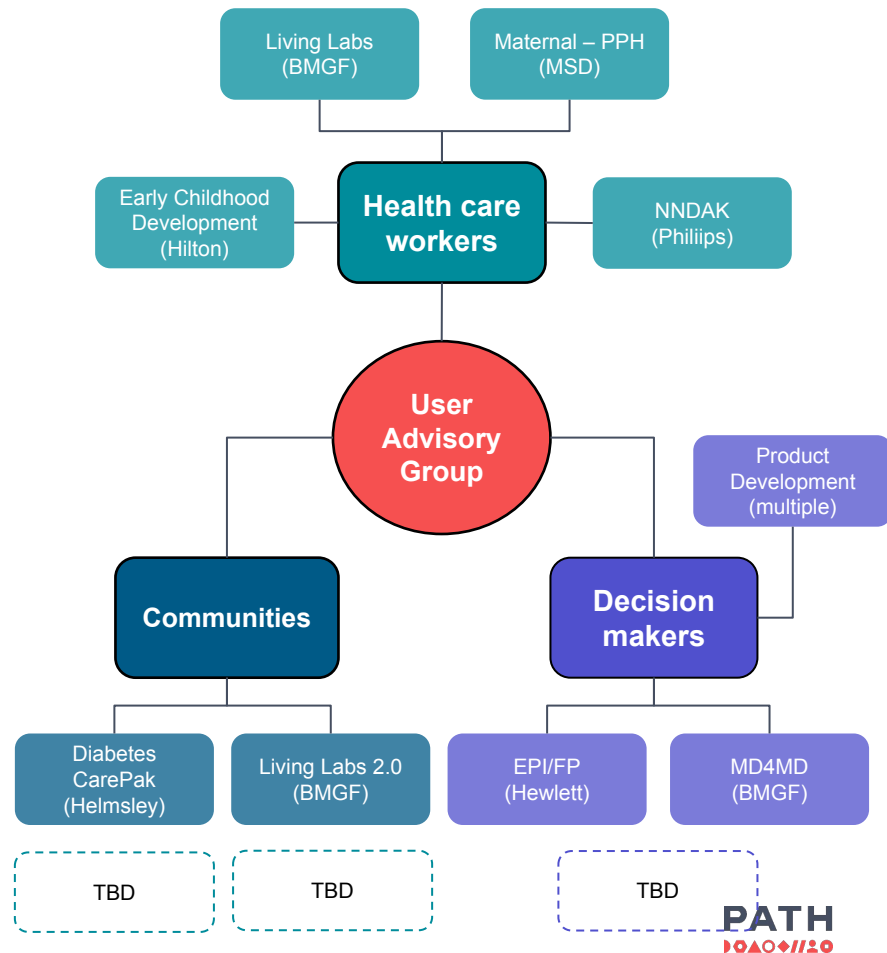 Living Labs
(BMGF)
Maternal – PPH
(MSD)
Early Childhood
Development
(Hilton)
Health care
workers
NNDAK
(Philiips)
User
Advisory
Group
Product
Development
(multiple)
Communities
Decision
makers
Diabetes
CarePak
(Helmsley)
Living Labs 2.0
(BMGF)
EPI/FP
(Hewlett)
MD4MD
(BMGF)
TBD
TBD
TBD
PATH